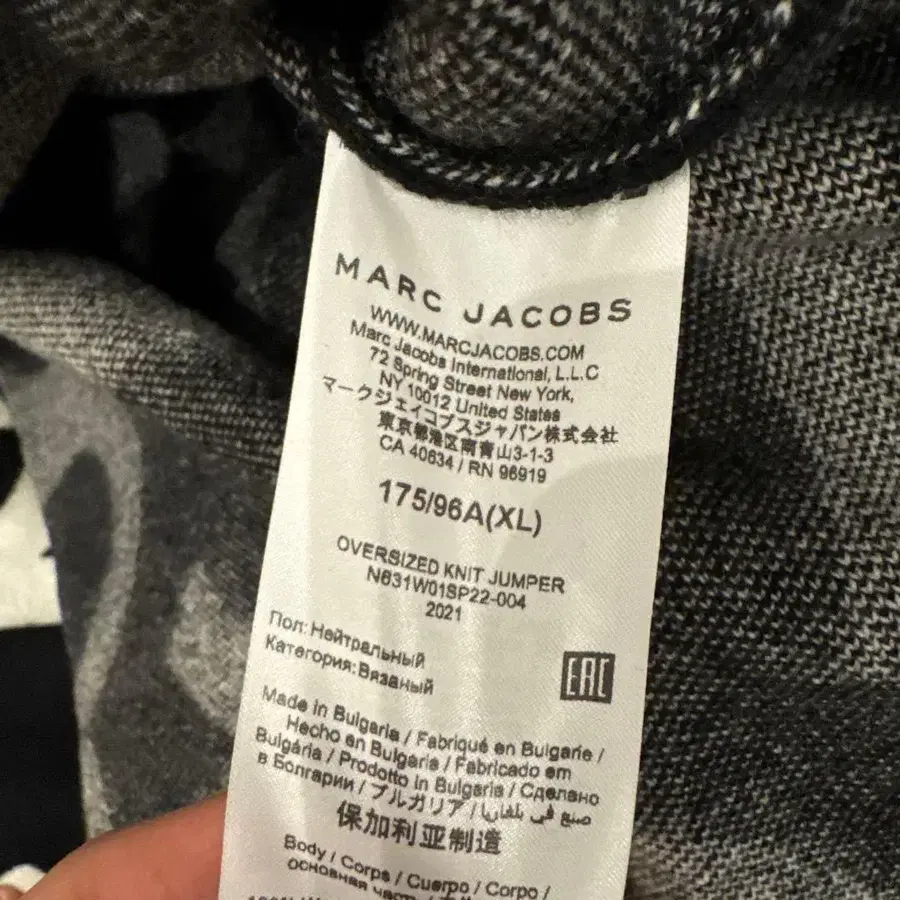 MARC JACOBS
WWW.MARCJACOBS.COM
Marc Jacobs International, L.L.C
72 Spring Street New York,
NY 10012 United States
マークジェイコブスジャパン株式会社
東京都港区南青山3-1-3
CA 40634 / RN 96919
175/96A(XL)
OVERSIZED KNIT JUMPER
N631W01SP22-004
2021
Пол: Нейтральный
Категория: Вязаный
EAC
Made in Bulgaria / Fabriqué en Bulgarie /
Hecho en Bulgaria / Fabricado em
Bulgária / Prodotto in Bulgaria / Сделано
в Болгарии / ブルガリア / صنع في بلغاريا
保加利亚制造
Body / Corps / Cuerpo / Corpo /
основная часть /